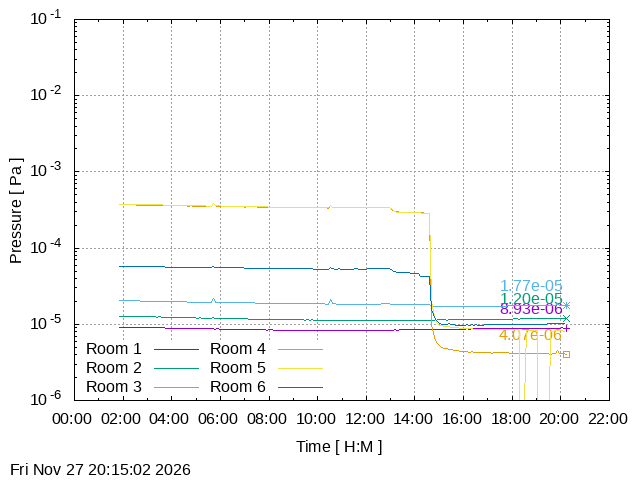 10^-1
10^-2
10^-3
10^-4
10^-5
10^-6
Pressure [ Pa ]
1.77e-05
1.20e-05
8.93e-06
4.07e-06
Room 1 Room 4
Room 2 Room 5
Room 3 Room 6
00:00 02:00 04:00 06:00 08:00 10:00 12:00 14:00 16:00 18:00 20:00 22:00
Time [ H:M ]
Fri Nov 27 20:15:02 2026